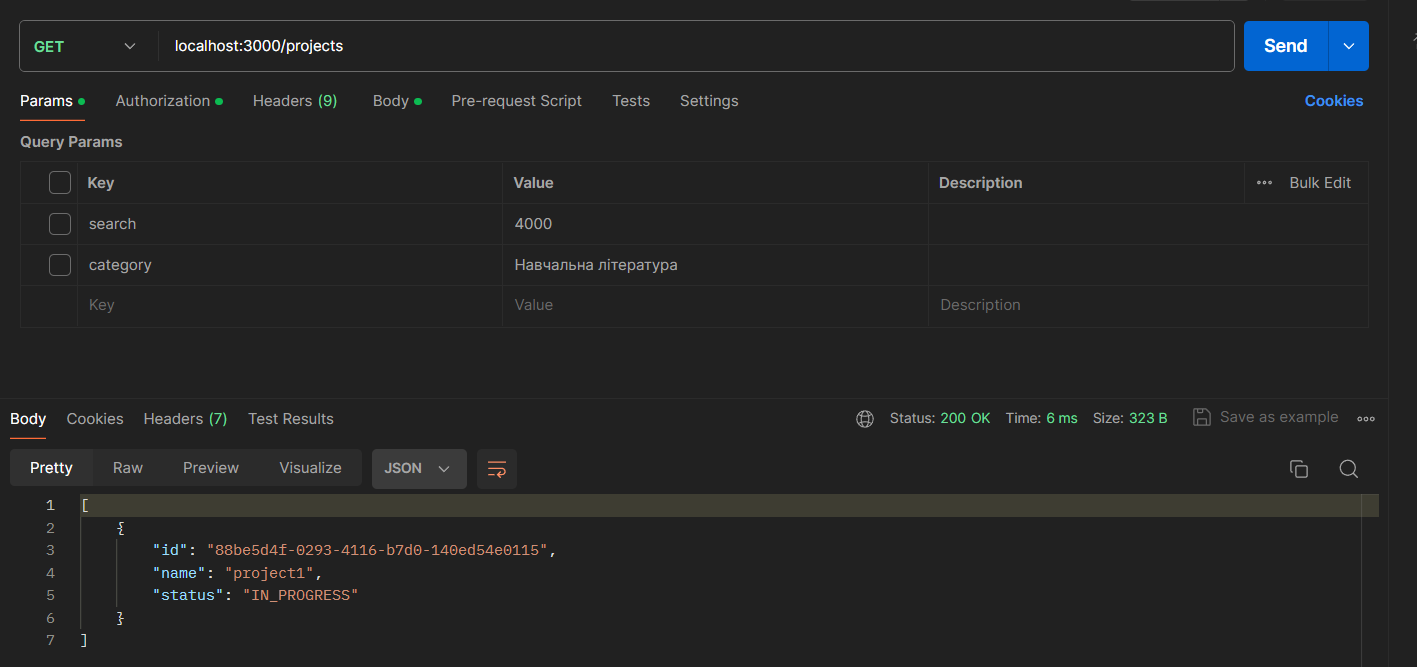 GET localhost:3000/projects Send
Params Authorization Headers (9) Body Pre-request Script Tests Settings Cookies
Query Params
Key Value Description ••• Bulk Edit
search 4000
category Навчальна література
Key Value Description
Body Cookies Headers (7) Test Results Status: 200 OK Time: 6 ms Size: 323 B Save as example
Pretty Raw Preview Visualize JSON
1 [
2 {
3 "id": "88be5d4f-0293-4116-b7d0-140ed54e0115",
4 "name": "project1",
5 "status": "IN_PROGRESS"
6 }
7 ]